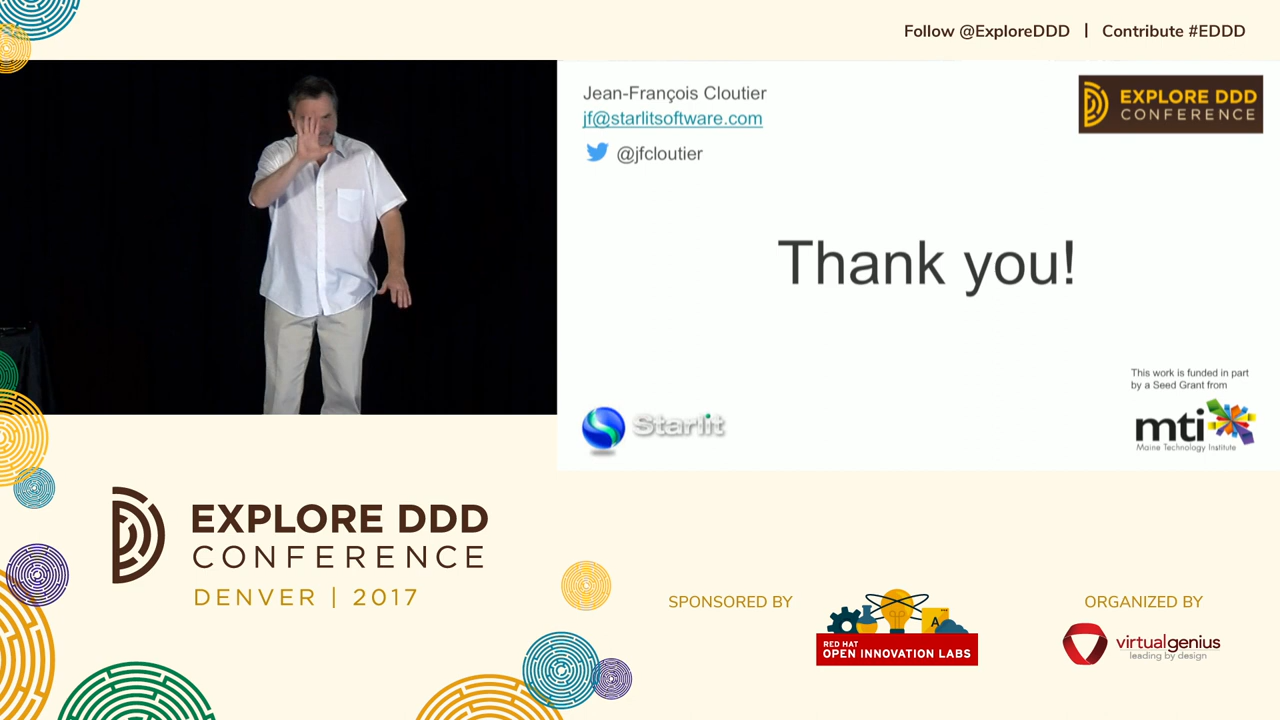 Follow @ExploreDDD | Contribute #EDDD
Jean-François Cloutier
jf@starlitsoftware.com
@jfcloutier
EXPLORE DDD
CONFERENCE
Thank you!
This work is funded in part
by a Seed Grant from
mti
Maine Technology Institute
Starlit
EXPLORE DDD
CONFERENCE
DENVER | 2017
SPONSORED BY
A
RED HAT
OPEN INNOVATION LABS
ORGANIZED BY
virtualgenius
leading by design